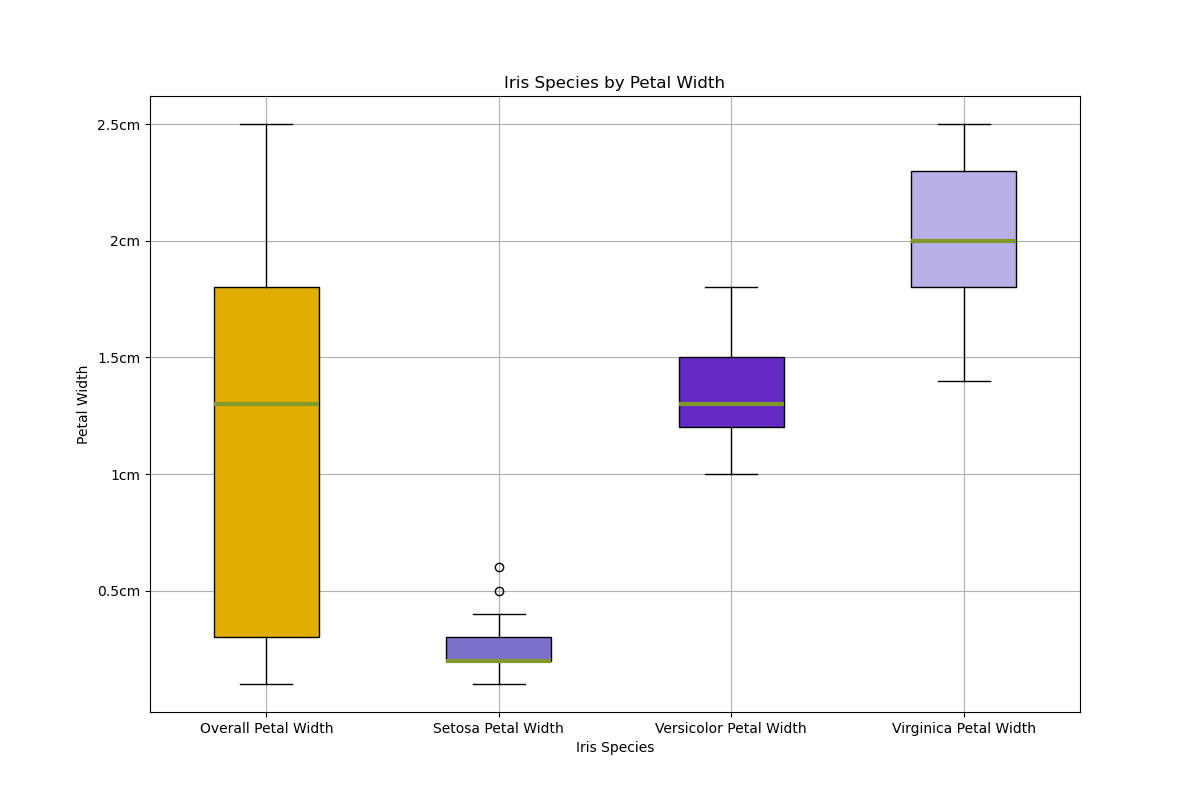 Iris Species by Petal Width
2.5cm
2cm
1.5cm
1cm
0.5cm
Petal Width
Overall Petal Width
Setosa Petal Width
Versicolor Petal Width
Virginica Petal Width
Iris Species